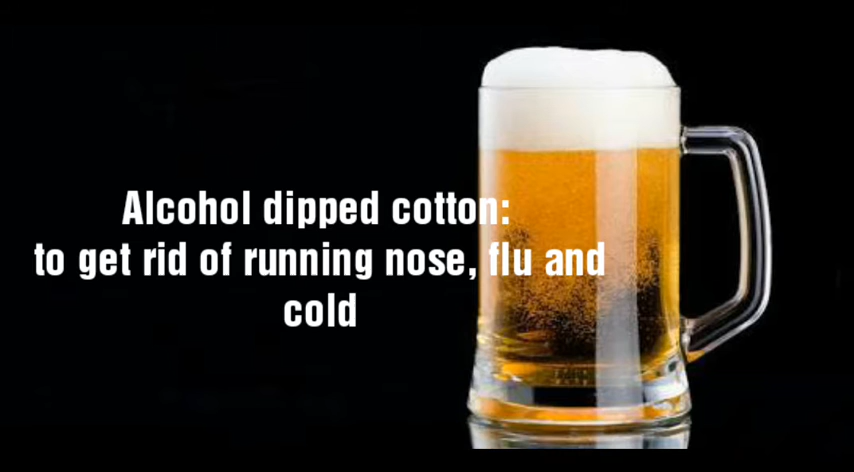 Alcohol dipped cotton:
to get rid of running nose, flu and
cold